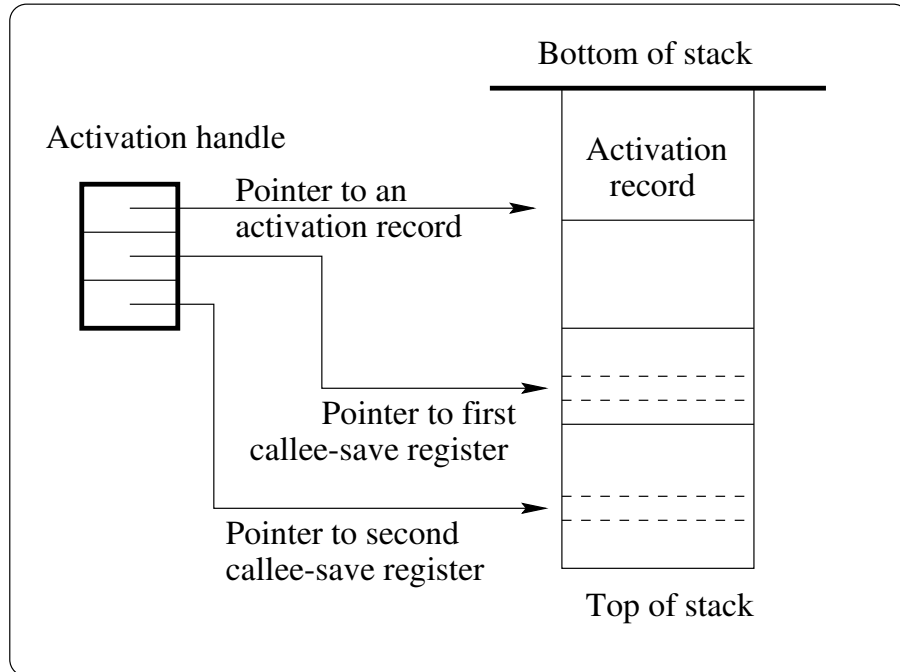 Bottom of stack
Activation handle
Activation
record
Pointer to an
activation record
Pointer to first
callee-save register
Pointer to second
callee-save register
Top of stack